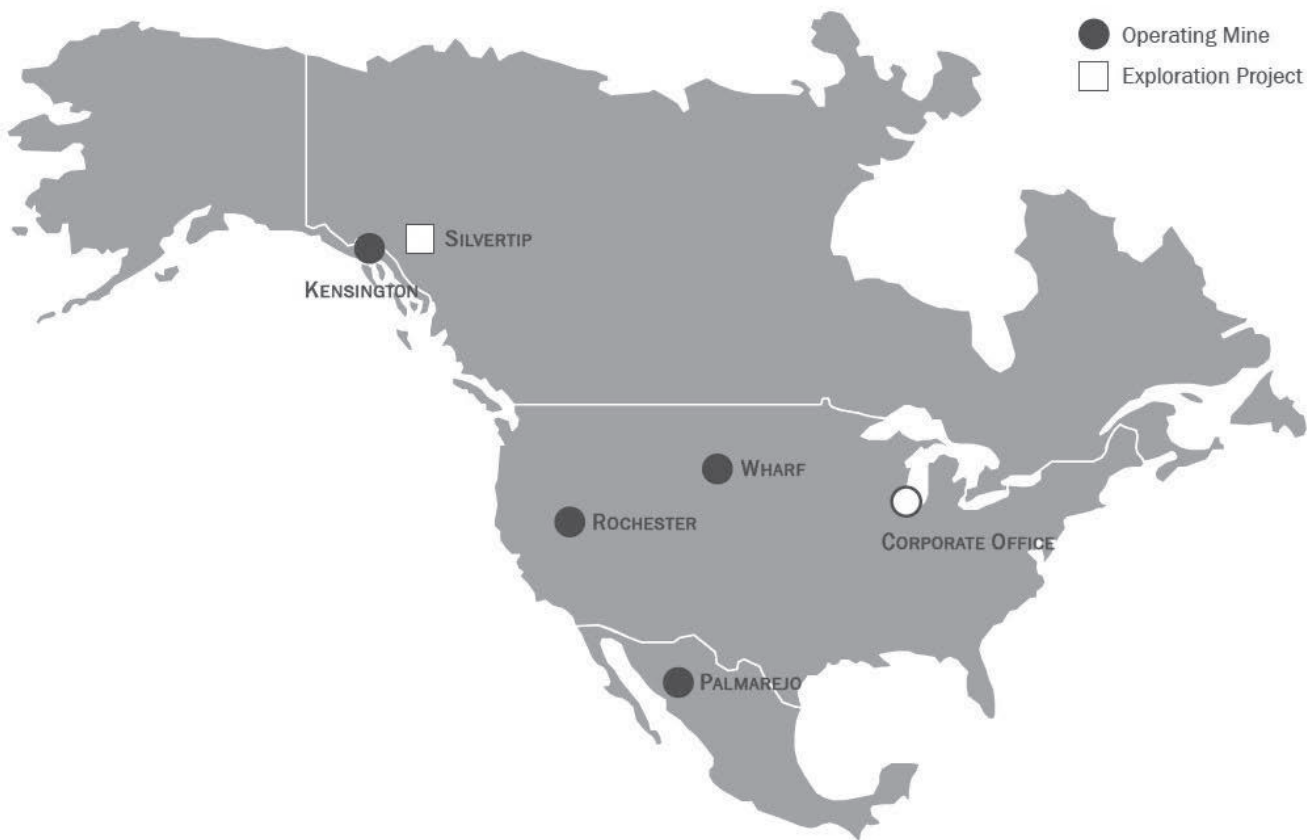 Operating Mine
Exploration Project
SILVERTIP
KENSINGTON
WHARF
ROCHESTER
CORPORATE OFFICE
PALMAREJO